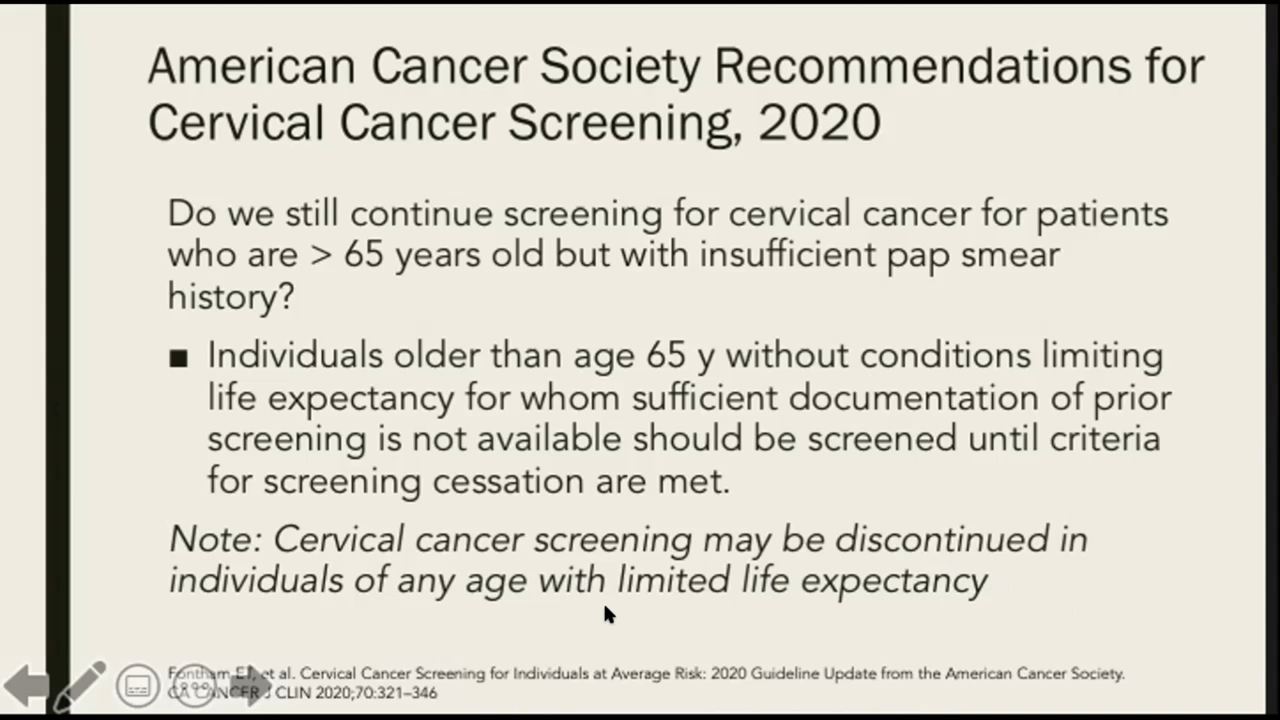 American Cancer Society Recommendations for
Cervical Cancer Screening, 2020
Do we still continue screening for cervical cancer for patients
who are > 65 years old but with insufficient pap smear
history?
■ Individuals older than age 65 y without conditions limiting
life expectancy for whom sufficient documentation of prior
screening is not available should be screened until criteria
for screening cessation are met.
Note: Cervical cancer screening may be discontinued in
individuals of any age with limited life expectancy
Fontham ET, et al. Cervical Cancer Screening for Individuals at Average Risk: 2020 Guideline Update from the American Cancer Society.
CA CANCER J CLIN 2020;70:321–346